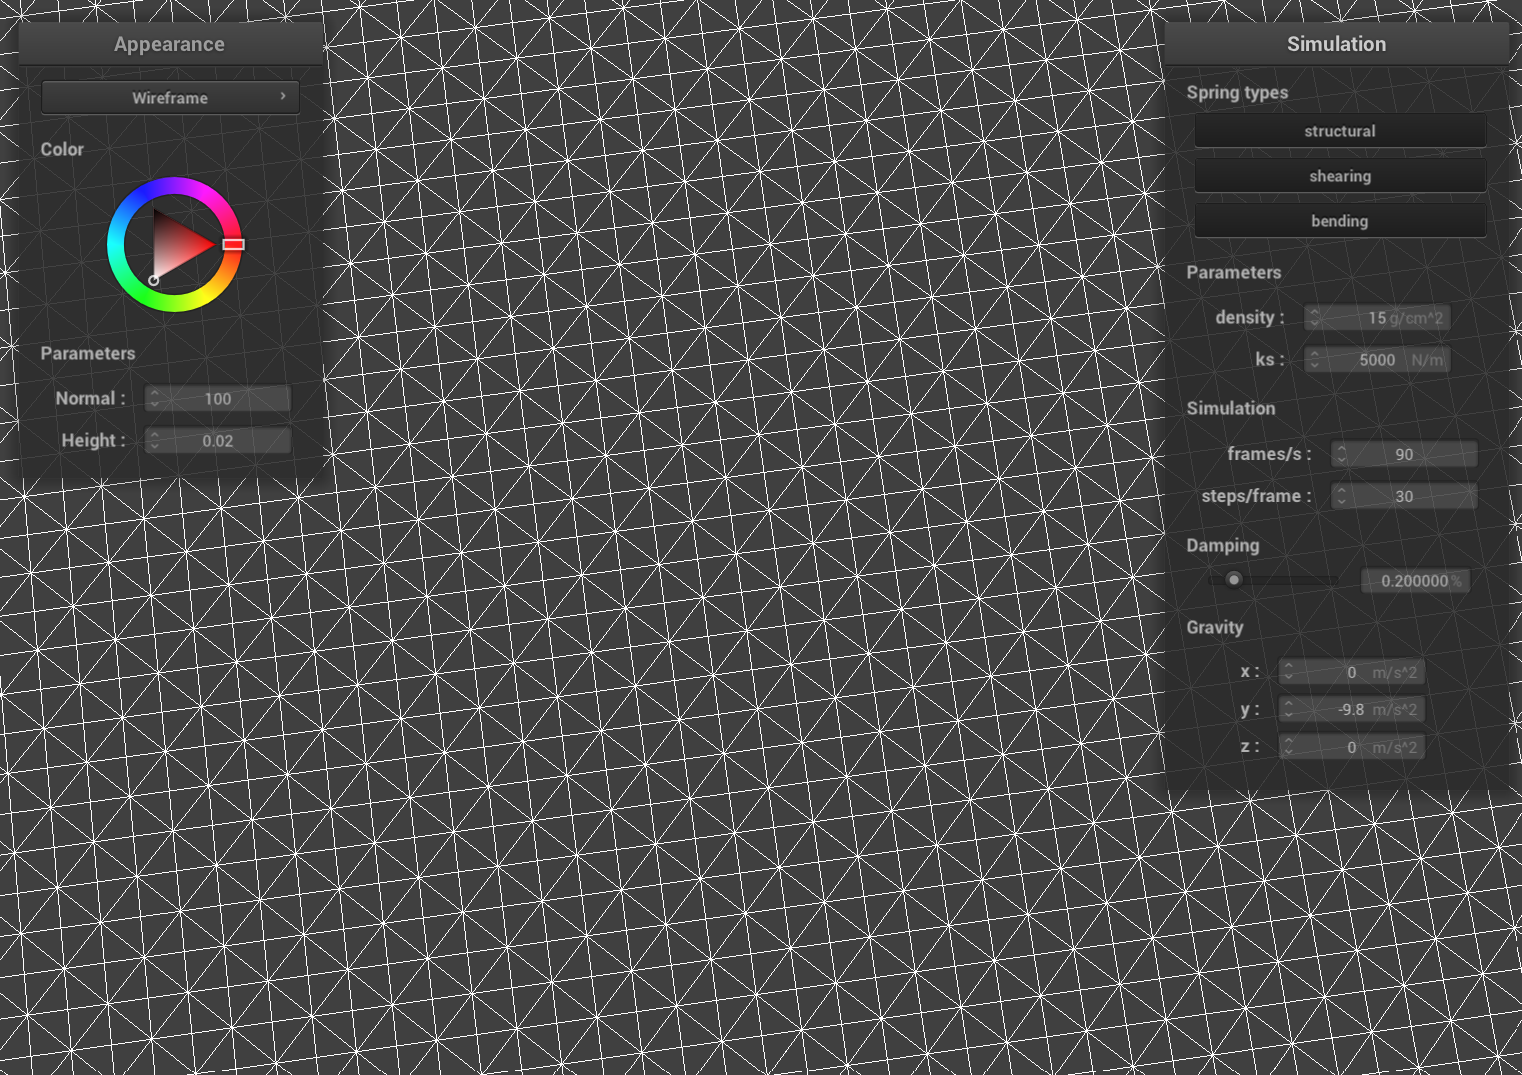 Appearance
Wireframe
Color
Parameters
Normal : 100
Height : 0.02
Simulation
Spring types
structural
shearing
bending
Parameters
density : 15 g/cm^2
ks : 5000 N/m
Simulation
frames/s : 90
steps/frame : 30
Damping
0.200000 %
Gravity
x : 0 m/s^2
y : -9.8 m/s^2
z : 0 m/s^2